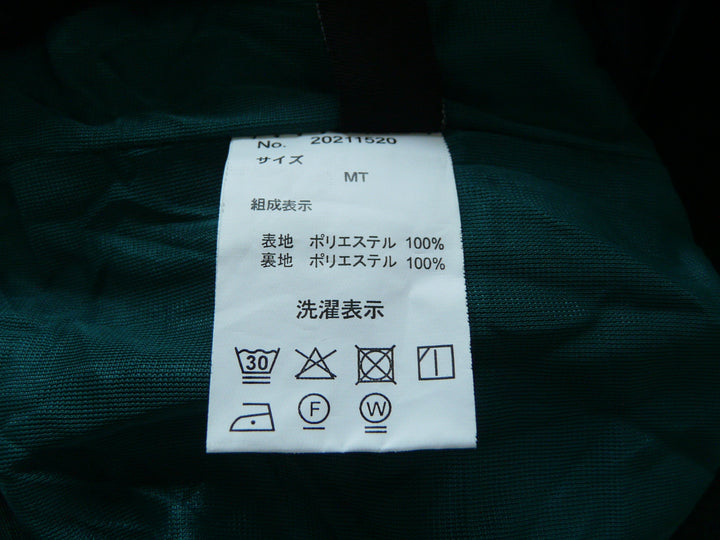 No. 20211520
サイズ
MT
組成表示
表地 ポリエステル 100%
裏地 ポリエステル 100%
洗濯表示
30
F W